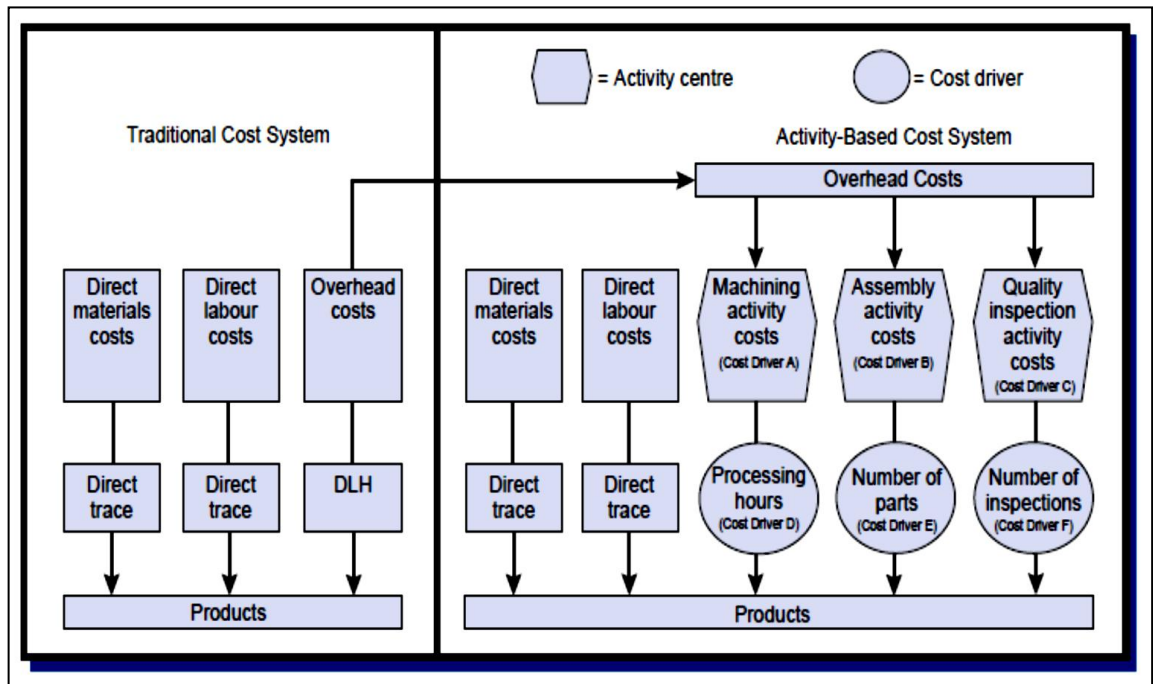 = Activity centre
= Cost driver
Traditional Cost System
Activity-Based Cost System
Overhead Costs
Direct
materials
costs
Direct
labour
costs
Overhead
costs
Direct
materials
costs
Direct
labour
costs
Machining
activity
costs
(Cost Driver A)
Assembly
activity
costs
(Cost Driver B)
Quality
inspection
activity
costs
(Cost Driver C)
Direct
trace
Direct
trace
DLH
Direct
trace
Direct
trace
Processing
hours
(Cost Driver D)
Number of
parts
(Cost Driver E)
Number of
inspections
(Cost Driver F)
Products
Products